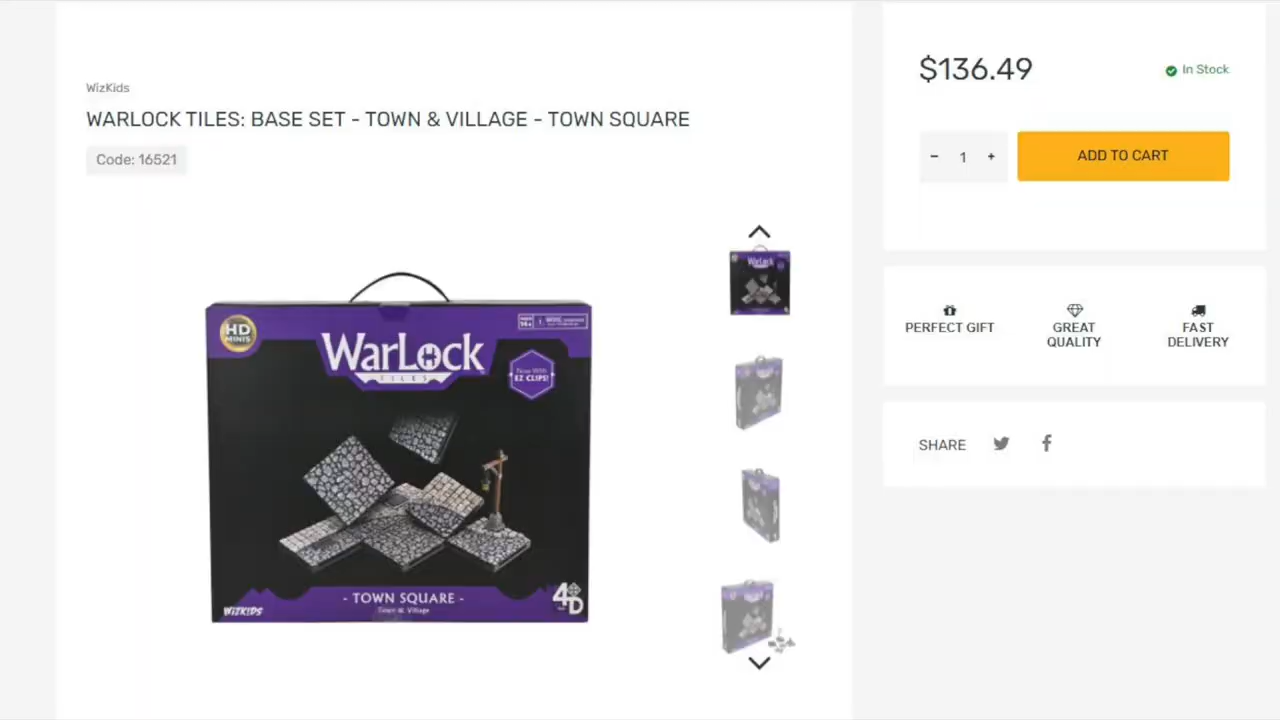 WizKids
WARLOCK TILES: BASE SET - TOWN & VILLAGE - TOWN SQUARE
Code: 16521
HD
MINIS
WARLOCK
TILES
Now With
EZ CLIPS!
- TOWN SQUARE -
Town & Village
WIZKIDS
4D
$136.49
In Stock
- 1 +
ADD TO CART
PERFECT GIFT
GREAT
QUALITY
FAST
DELIVERY
SHARE